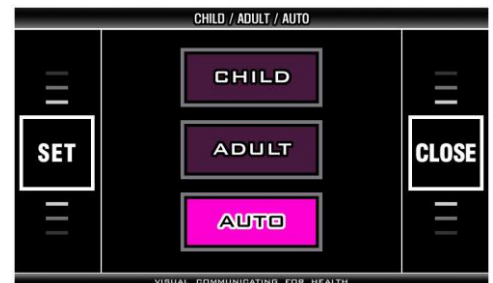 CHILD / ADULT / AUTO
CHILD
SET
ADULT
CLOSE
AUTO
VISUAL COMMUNICATING FOR HEALTH